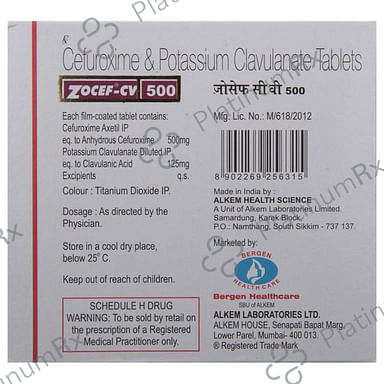 ℞
Cefuroxime & Potassium Clavulanate Tablets
ZOCEF-CV 500
जोसेफ सी वी 500
Each film-coated tablet contains:
Cefuroxime Axetil IP
eq. to Anhydrous Cefuroxime 500mg
Potassium Clavulanate Diluted IP
eq. to Clavulanic Acid 125mg
Excipients q.s.
Colour : Titanium Dioxide IP.
Dosage : As directed by the
Physician.
Store in a cool dry place,
below 25° C.
Keep out of reach of children.
SCHEDULE H DRUG
WARNING: To be sold by retail on
the prescription of a Registered
Medical Practitioner only.
Mfg. Lic. No.: M/618/2012
8 902269 256315
Made in India by :
ALKEM HEALTH SCIENCE
A Unit of Alkem Laboratories Limited.
Samardung, Karek Block,
P.O.: Namthang, South Sikkim - 737 137.
Marketed by:
BERGEN
HEALTHCARE
Bergen Healthcare
SBU of ALKEM
ALKEM LABORATORIES LTD.
ALKEM HOUSE, Senapati Bapat Marg,
Lower Parel, Mumbai- 400 013.
® Registered Trade Mark
PlatinumRx
PlatinumRx
PlatinumRx
PlatinumRx